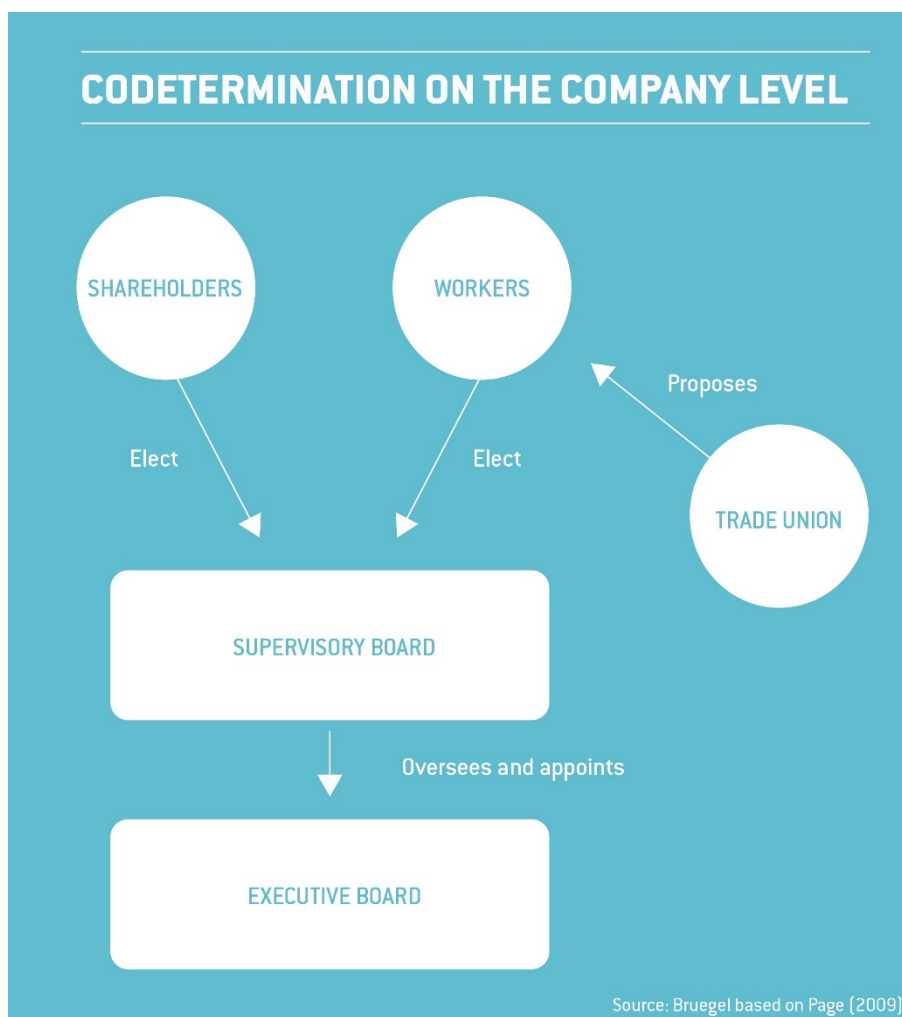 CODETERMINATION ON THE COMPANY LEVEL
SHAREHOLDERS
WORKERS
Proposes
Elect
Elect
TRADE UNION
SUPERVISORY BOARD
Oversees and appoints
EXECUTIVE BOARD
Source: Bruegel based on Page (2009)